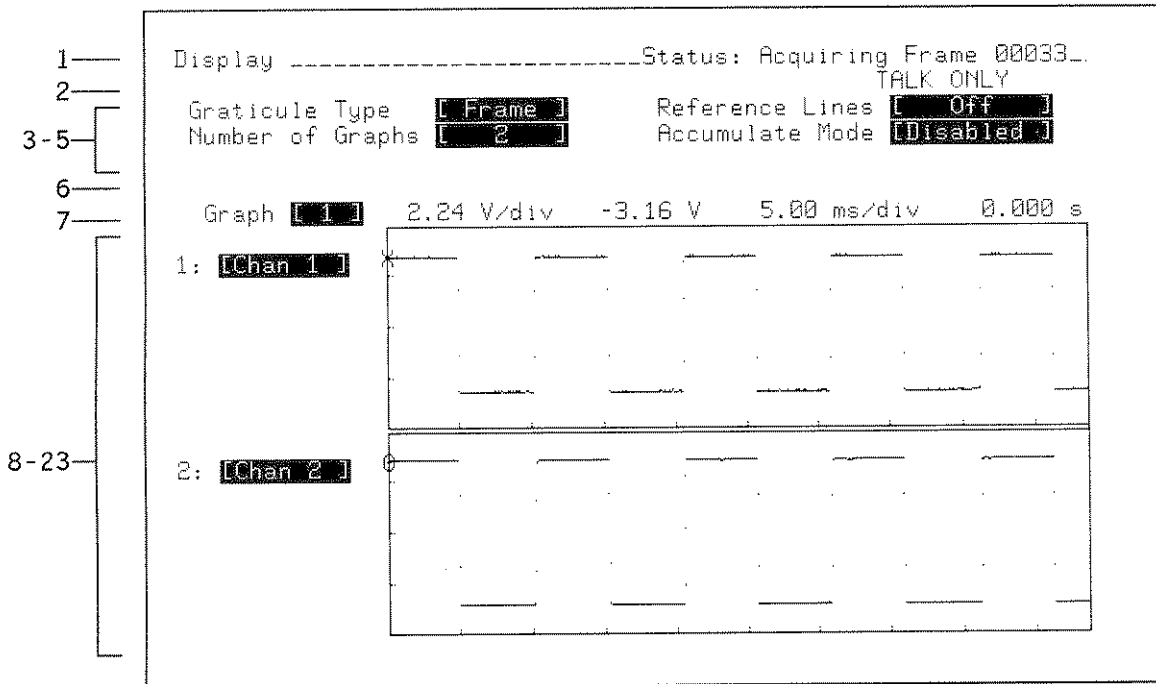 1 Display _ _ _ _ _ _ _ _ _ _ _ _ _ _ _ _ _ _ _ _ _ _ _ _ Status: Acquiring Frame 00033_.
2 TALK ONLY
3-5 Graticule Type [ Frame ] Reference Lines [ Off ]
Number of Graphs [ 2 ] Accumulate Mode [Disabled ]
6
7 Graph [ 1 ] 2.24 V/div -3.16 V 5.00 ms/div 0.000 s
1: [Chan 1 ]
8-23 2: [Chan 2 ]